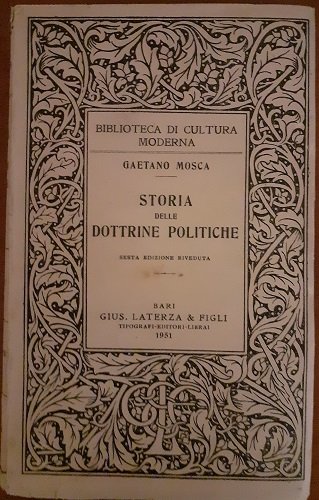 BIBLIOTECA DI CULTURA
MODERNA
GAETANO MOSCA
STORIA
DELLE
DOTTRINE POLITICHE
SESTA EDIZIONE RIVEDUTA
BARI
GIUS. LATERZA & FIGLI
TIPOGRAFI-EDITORI-LIBRAI
1951